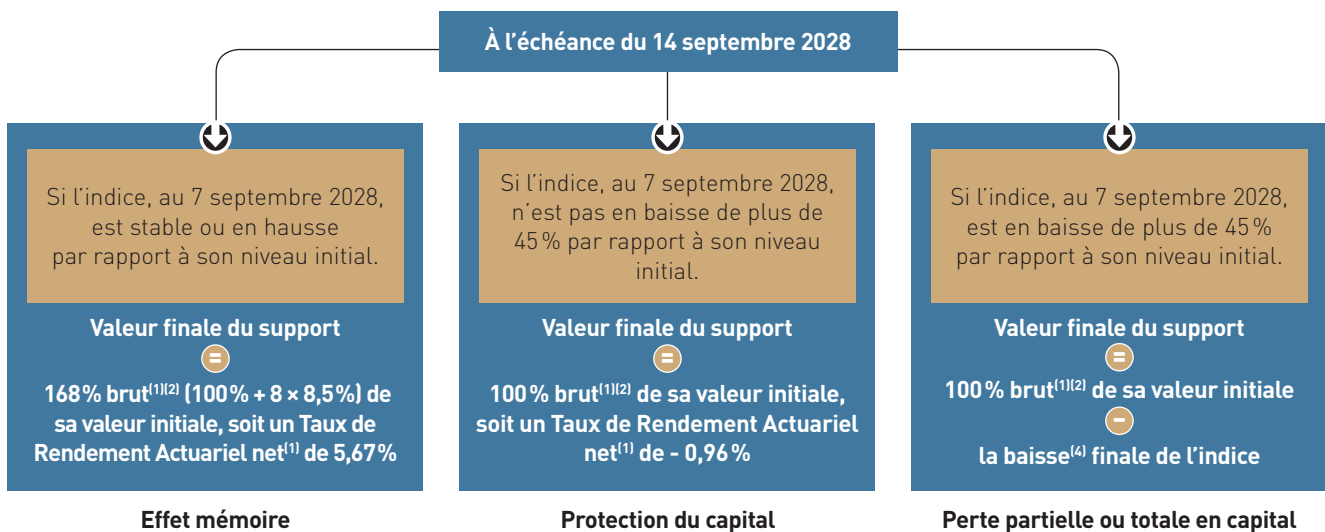 À l’échéance du 14 septembre 2028
Si l’indice, au 7 septembre 2028,
est stable ou en hausse
par rapport à son niveau initial.
Valeur finale du support
=
168 % brut(1)(2) (100 % + 8 × 8,5%) de
sa valeur initiale, soit un Taux de
Rendement Actuariel net(1) de 5,67 %
Effet mémoire
Si l’indice, au 7 septembre 2028,
n’est pas en baisse de plus de
45 % par rapport à son niveau
initial.
Valeur finale du support
=
100 % brut(1)(2) de sa valeur initiale,
soit un Taux de Rendement Actuariel
net(1) de - 0,96 %
Protection du capital
Si l’indice, au 7 septembre 2028,
est en baisse de plus de 45 %
par rapport à son niveau initial.
Valeur finale du support
=
100 % brut(1)(2) de sa valeur initiale
-
la baisse(4) finale de l’indice
Perte partielle ou totale en capital